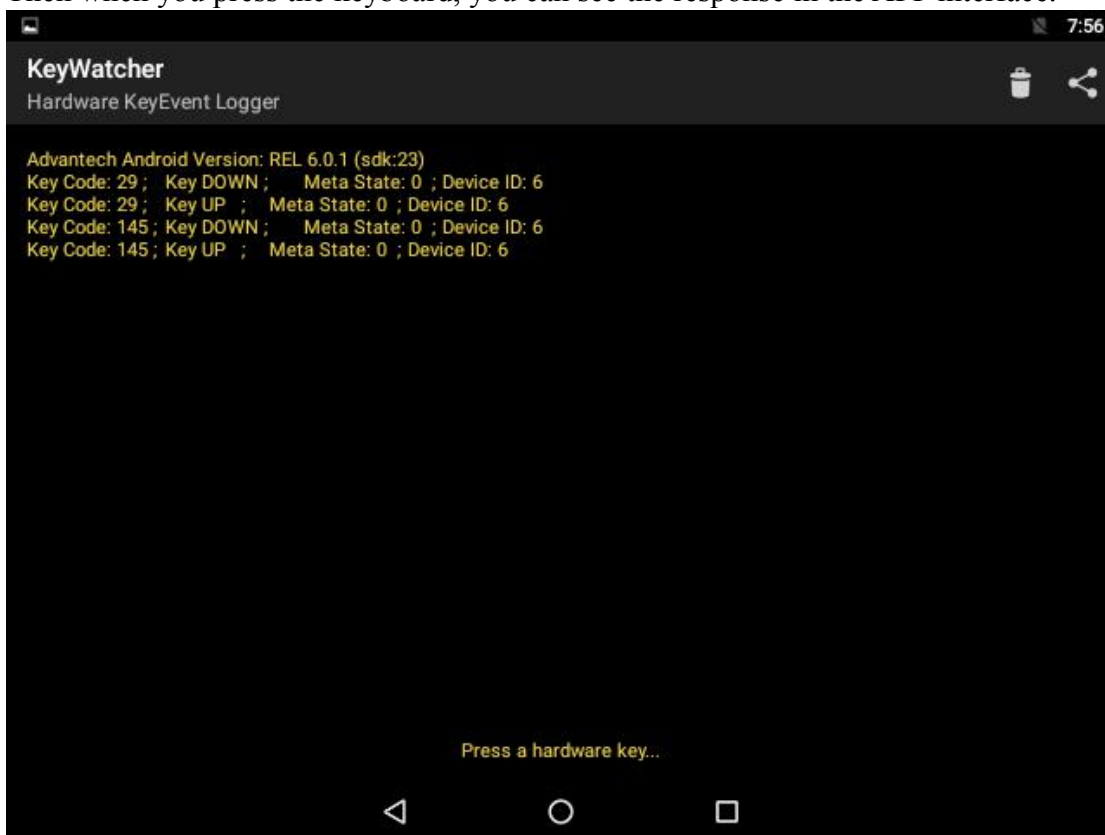 Then when you press the keyboard, you can see the response in the APP interface.
7:56
KeyWatcher
Hardware KeyEvent Logger
Advantech Android Version: REL 6.0.1 (sdk:23)
Key Code: 29 ; Key DOWN ; Meta State: 0 ; Device ID: 6
Key Code: 29 ; Key UP ; Meta State: 0 ; Device ID: 6
Key Code: 145 ; Key DOWN ; Meta State: 0 ; Device ID: 6
Key Code: 145 ; Key UP ; Meta State: 0 ; Device ID: 6
Press a hardware key...